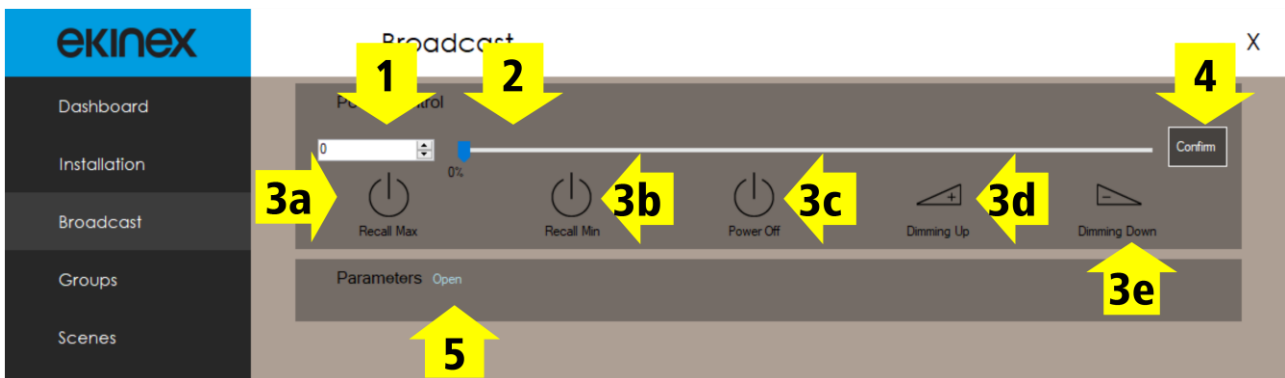 ekinex
Broadcast
X
1
2
4
Dashboard
Installation
Broadcast
Groups
Scenes
0
0%
Confirm
3a
3b
3c
3d
Recall Max
Recall Min
Power Off
Dimming Up
Dimming Down
3e
Parameters Open
5